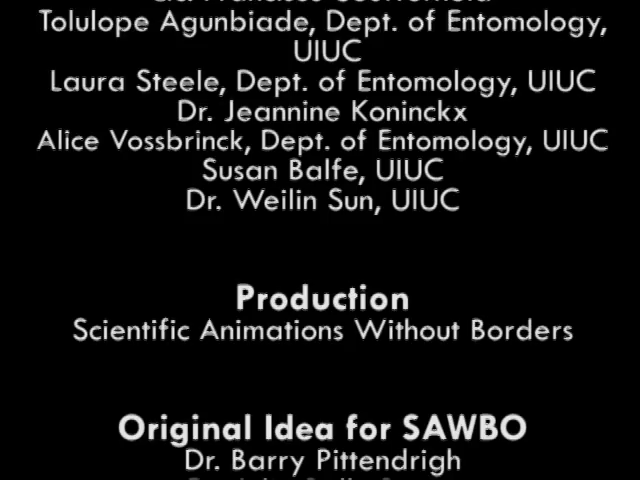 Tolulope Agunbiade, Dept. of Entomology,
UIUC
Laura Steele, Dept. of Entomology, UIUC
Dr. Jeannine Koninckx
Alice Vossbrinck, Dept. of Entomology, UIUC
Susan Balfe, UIUC
Dr. Weilin Sun, UIUC
Production
Scientific Animations Without Borders
Original Idea for SAWBO
Dr. Barry Pittendrigh